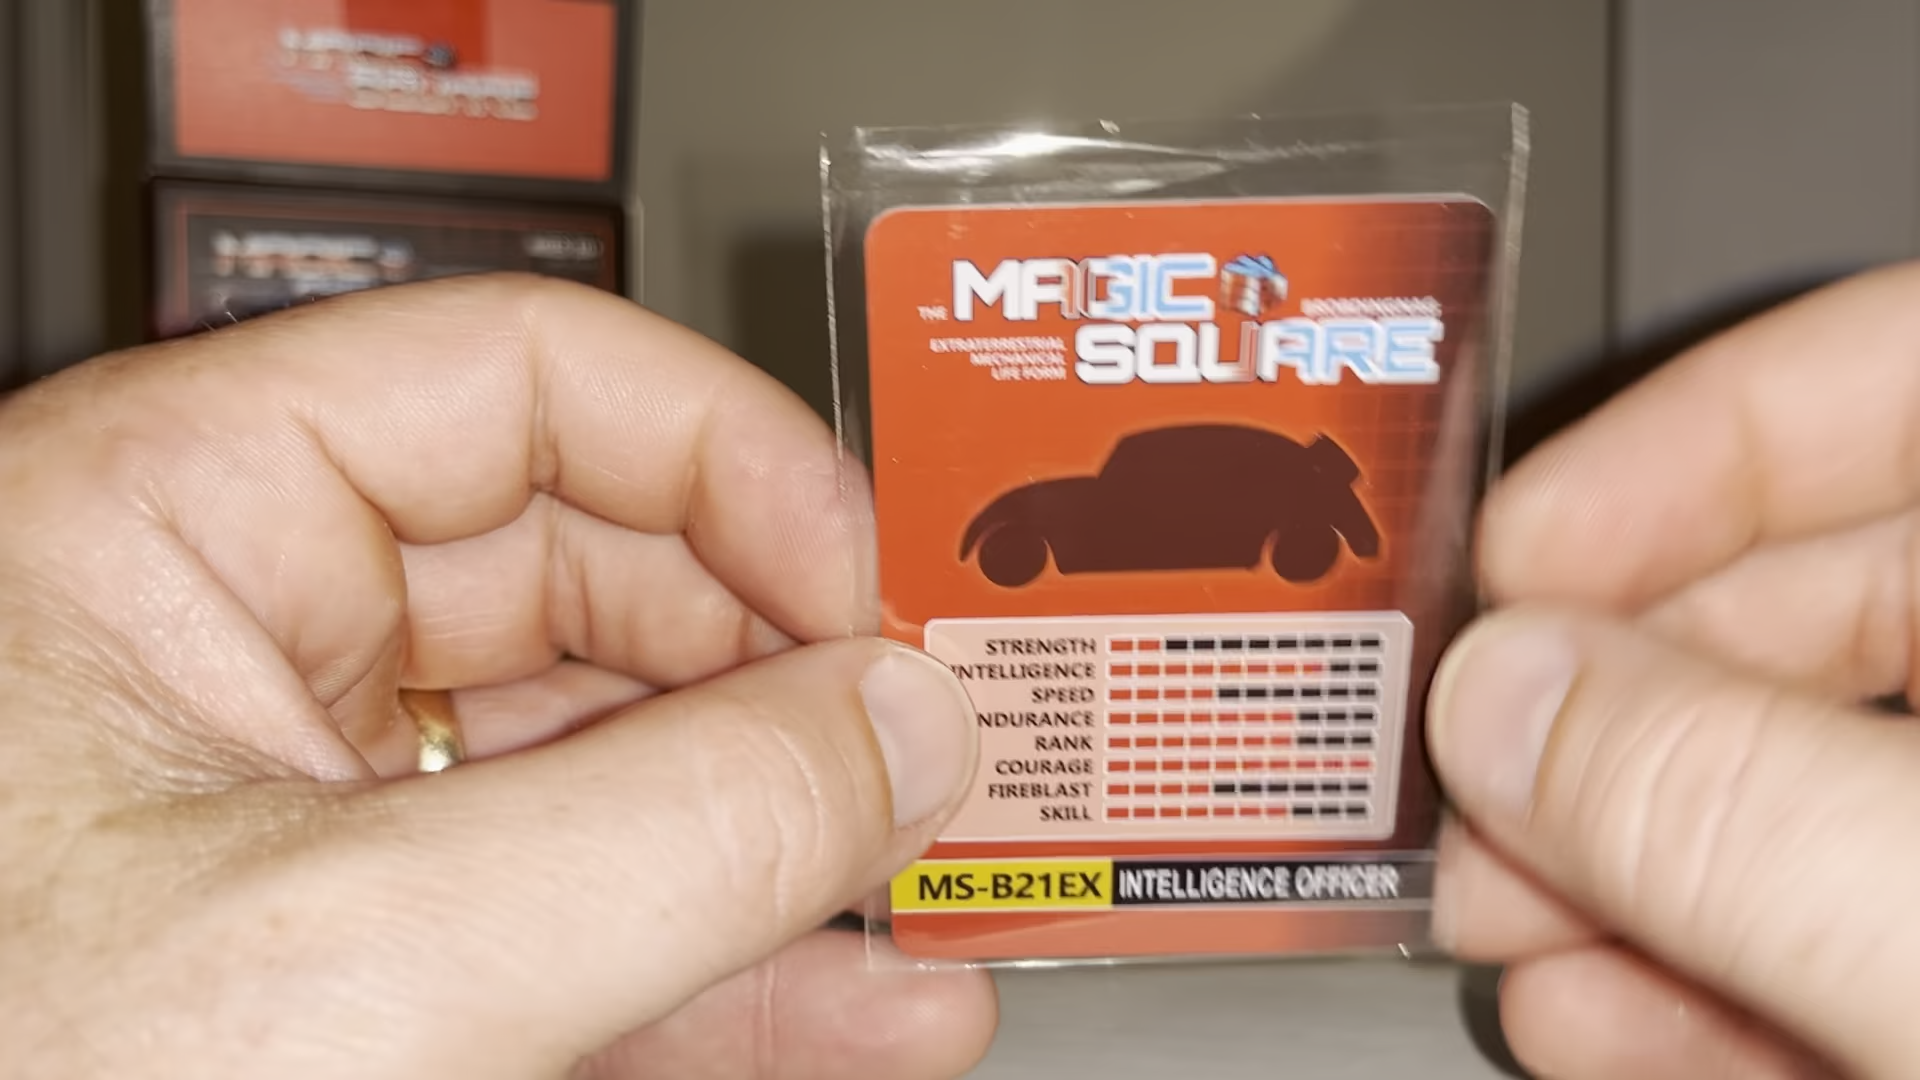 THE MAGIC
EXTRATERRESTRIAL
MECHANICAL
LIFE FORM
SQUARE
STRENGTH
INTELLIGENCE
SPEED
NDURANCE
RANK
COURAGE
FIREBLAST
SKILL
MS-B21EX INTELLIGENCE OFFICER